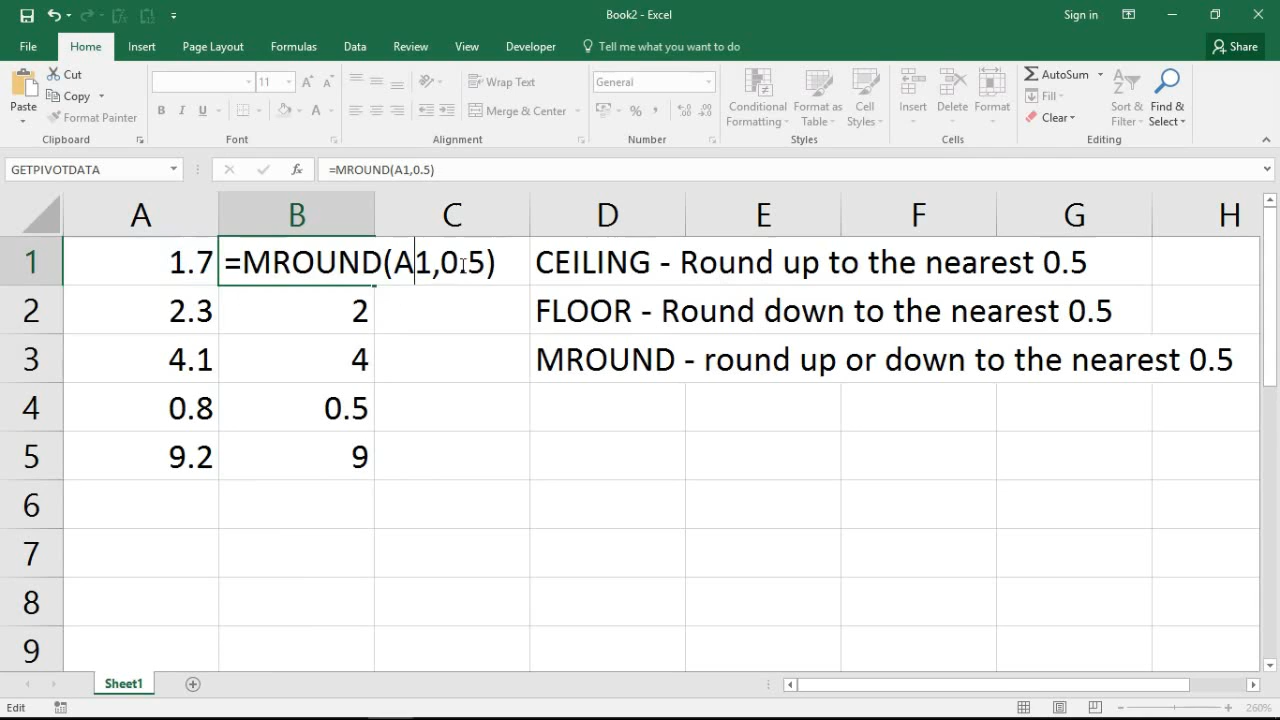 Book2 - Excel
Sign in
File Home Insert Page Layout Formulas Data Review View Developer Tell me what you want to do Share
Paste
Cut
Copy
Format Painter
Clipboard
11
B I U A
Font
Wrap Text
Merge & Center
Alignment
General
%
Number
Conditional Formatting
Format as Table
Cell Styles
Styles
Insert Delete Format
Cells
AutoSum
Fill
Clear
Sort & Filter
Find & Select
Editing
GETPIVOTDATA fx =MROUND(A1,0.5)
A B C D E F G H
1 1.7 =MROUND(A1,0.5) CEILING - Round up to the nearest 0.5
2 2.3 2 FLOOR - Round down to the nearest 0.5
3 4.1 4 MROUND - round up or down to the nearest 0.5
4 0.8 0.5
5 9.2 9
6
7
8
9
Sheet1
Edit 260%